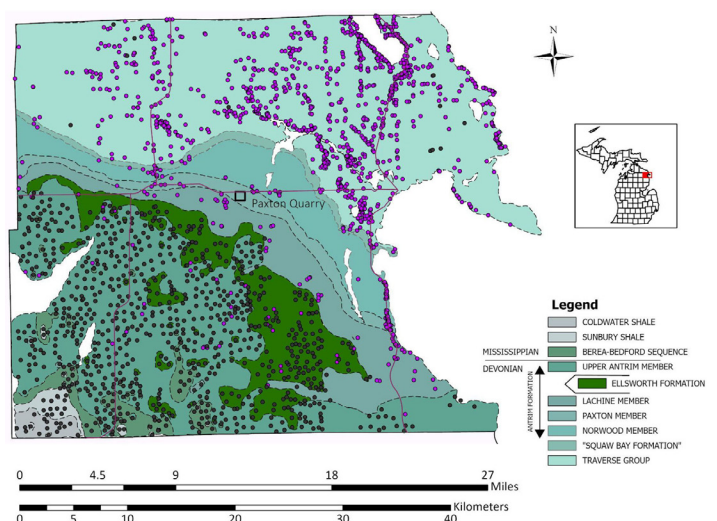 N
Paxton Quarry
Legend
COLDWATER SHALE
SUNBURY SHALE
MISSISSIPPIAN
BEREA-BEDFORD SEQUENCE
UPPER ANTRIM MEMBER
DEVONIAN
ELLSWORTH FORMATION
ANTRIM FORMATION
LACHINE MEMBER
PAXTON MEMBER
NORWOOD MEMBER
"SQUAW BAY FORMATION"
TRAVERSE GROUP
0 4.5 9 18 27
Miles
Kilometers
0 5 10 20 30 40